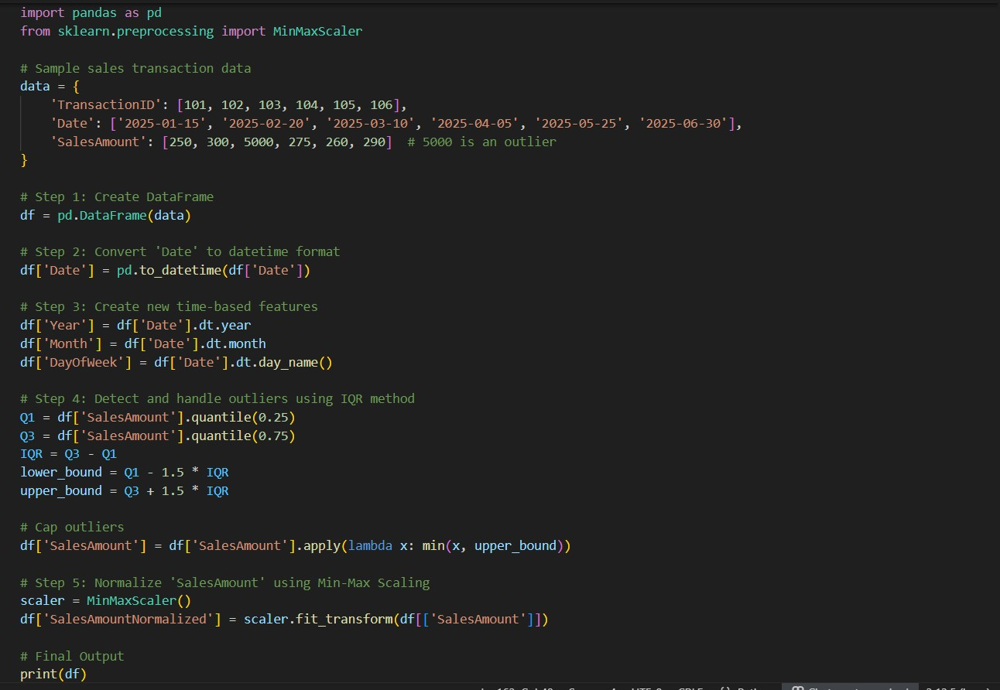 import pandas as pd
from sklearn.preprocessing import MinMaxScaler
# Sample sales transaction data
data = {
    'TransactionID': [101, 102, 103, 104, 105, 106],
    'Date': ['2025-01-15', '2025-02-20', '2025-03-10', '2025-04-05', '2025-05-25', '2025-06-30'],
    'SalesAmount': [250, 300, 5000, 275, 260, 290]  # 5000 is an outlier
}
# Step 1: Create DataFrame
df = pd.DataFrame(data)
# Step 2: Convert 'Date' to datetime format
df['Date'] = pd.to_datetime(df['Date'])
# Step 3: Create new time-based features
df['Year'] = df['Date'].dt.year
df['Month'] = df['Date'].dt.month
df['DayOfWeek'] = df['Date'].dt.day_name()
# Step 4: Detect and handle outliers using IQR method
Q1 = df['SalesAmount'].quantile(0.25)
Q3 = df['SalesAmount'].quantile(0.75)
IQR = Q3 - Q1
lower_bound = Q1 - 1.5 * IQR
upper_bound = Q3 + 1.5 * IQR
# Cap outliers
df['SalesAmount'] = df['SalesAmount'].apply(lambda x: min(x, upper_bound))
# Step 5: Normalize 'SalesAmount' using Min-Max Scaling
scaler = MinMaxScaler()
df['SalesAmountNormalized'] = scaler.fit_transform(df[['SalesAmount']])
# Final Output
print(df)